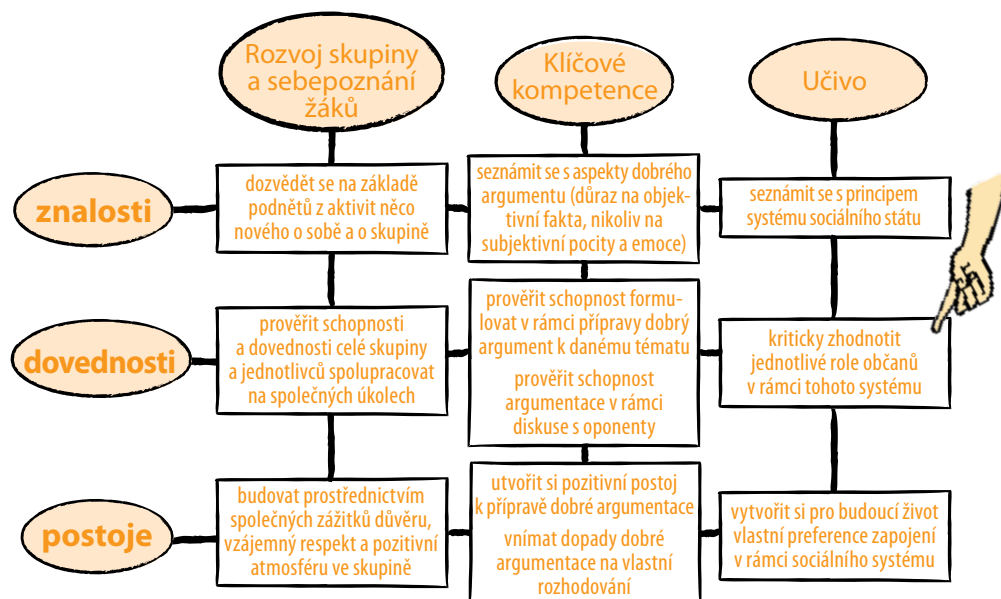 Rozvoj skupiny
a sebepoznání
žáků
Klíčové
kompetence
Učivo
znalosti
dozvědět se na základě
podnětů z aktivit něco
nového o sobě a o skupině
seznámit se s aspekty dobrého
argumentu (důraz na objek-
tivní fakta, nikoliv na
subjektivní pocity a emoce)
seznámit se s principem
systému sociálního státu
dovednosti
prověřit schopnosti
a dovednosti celé skupiny
a jednotlivců spolupracovat
na společných úkolech
prověřit schopnost formu-
lovat v rámci přípravy dobrý
argument k danému tématu
prověřit schopnost
argumentace v rámci
diskuse s oponenty
kriticky zhodnotit
jednotlivé role občanů
v rámci tohoto systému
postoje
budovat prostřednictvím
společných zážitků důvěru,
vzájemný respekt a pozitivní
atmosféru ve skupině
utvořit si pozitivní postoj
k přípravě dobré argumentace
vnímat dopady dobré
argumentace na vlastní
rozhodování
vytvořit si pro budoucí život
vlastní preference zapojení
v rámci sociálního systému